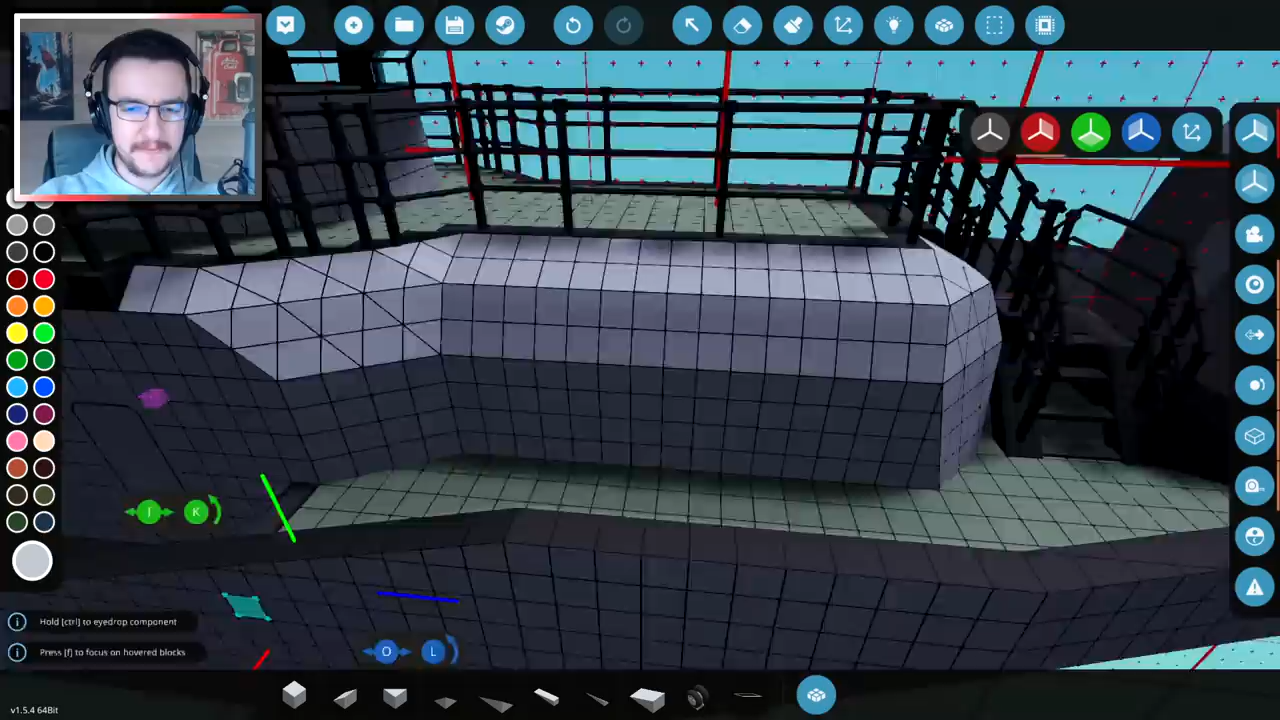 T
K
O
L
Hold [ctrl] to eyedrop component
Press [f] to focus on hovered blocks
v1.5.4 64Bit